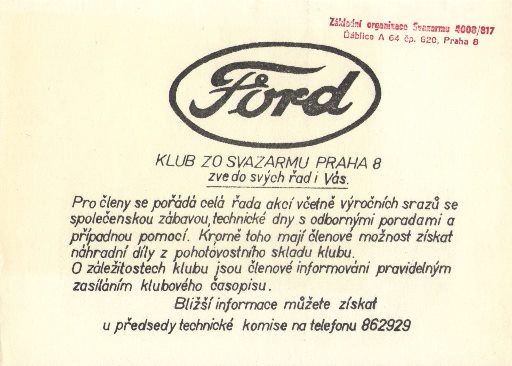 Základní organizace Svazarmu 4008/817
Ďáblice A 64 čp. 620, Praha 8
Ford
KLUB ZO SVAZARMU PRAHA 8
zve do svých řad i Vás.
Pro členy se pořádá celá řada akcí včetně výročních srazů se
společenskou zábavou, technické dny s odbornými poradami a
případnou pomocí. Kromě toho mají členové možnost získat
náhradní díly z pohotovostního skladu klubu.
O záležitostech klubu jsou členové informováni pravidelným
zasíláním klubového časopisu.
Bližší informace můžete získat
u předsedy technické komise na telefonu 862929